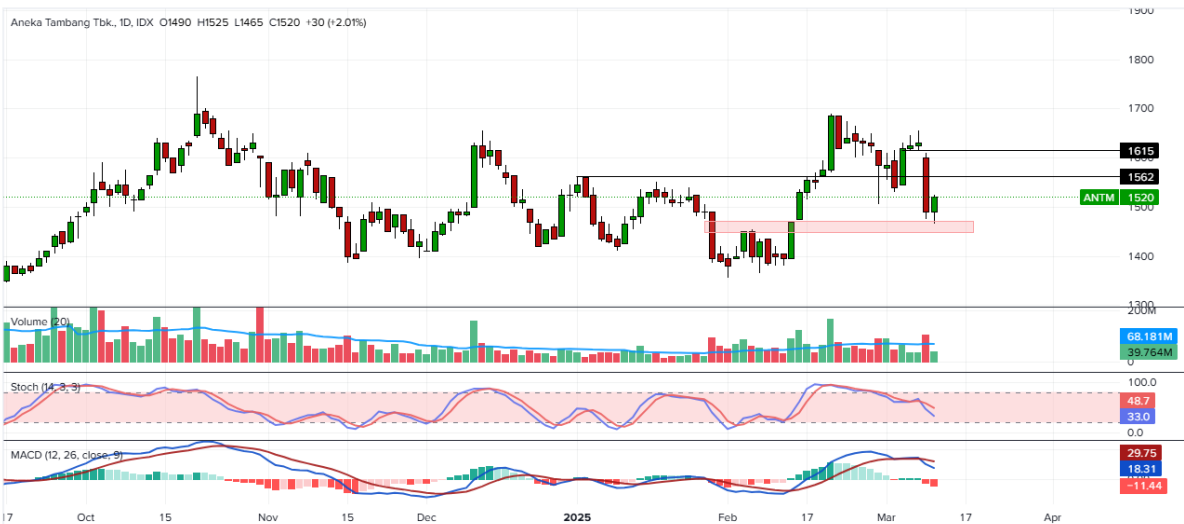 Aneka Tambang Tbk., 1D, IDX O1490 H1525 L1465 C1520 +30 (+2.01%)
1900
1800
1700
1615
1562
ANTM 1520
1500
1400
1300
Volume (20)
200M
68.181M
39.764M
0
Stoch (14, 3, 3)
100.0
48.7
33.0
0.0
MACD (12, 26, close, 9)
29.75
18.31
−11.44
17 Oct 15 Nov 15 Dec 2025 Feb 17 Mar 17 Apr